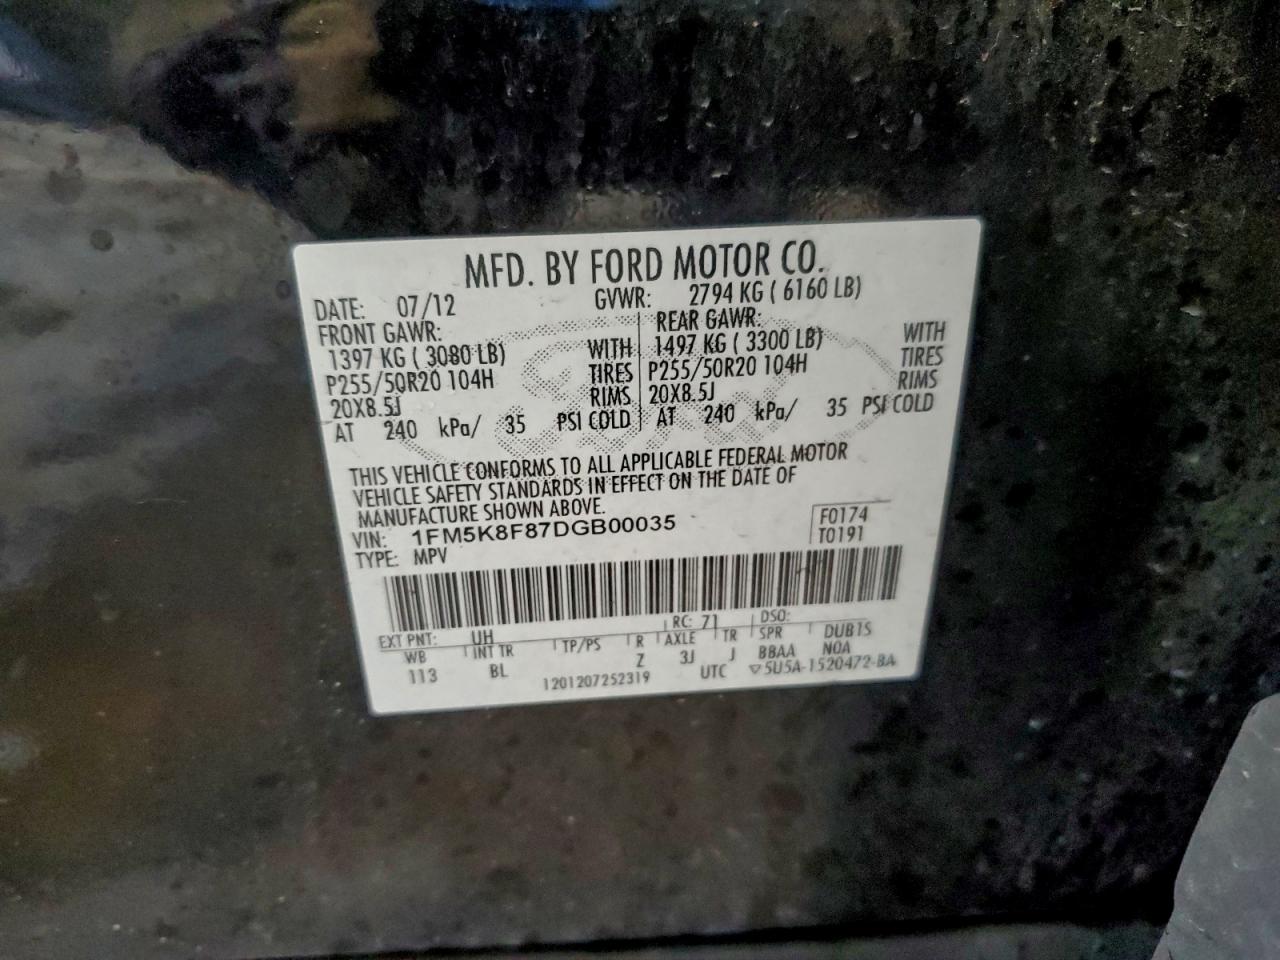 MFD. BY FORD MOTOR CO.
DATE: 07/12 GVWR: 2794 KG ( 6160 LB)
FRONT GAWR: REAR GAWR:
1397 KG ( 3080 LB) WITH 1497 KG ( 3300 LB) WITH
P255/50R20 104H TIRES P255/50R20 104H TIRES
20X8.5J RIMS 20X8.5J RIMS
AT 240 kPa/ 35 PSI COLD AT 240 kPa/ 35 PSI COLD
THIS VEHICLE CONFORMS TO ALL APPLICABLE FEDERAL MOTOR
VEHICLE SAFETY STANDARDS IN EFFECT ON THE DATE OF
MANUFACTURE SHOWN ABOVE.
VIN: 1FM5K8F87DGB00035 F0174
TYPE: MPV T0191
EXT PNT: UH RC: 71 DSO:
WB INT TR TP/PS R AXLE TR SPR DUB1S
113 BL Z 3J J BBAA NOA
1201207252319 UTC ▽5U5A-1520472-BA